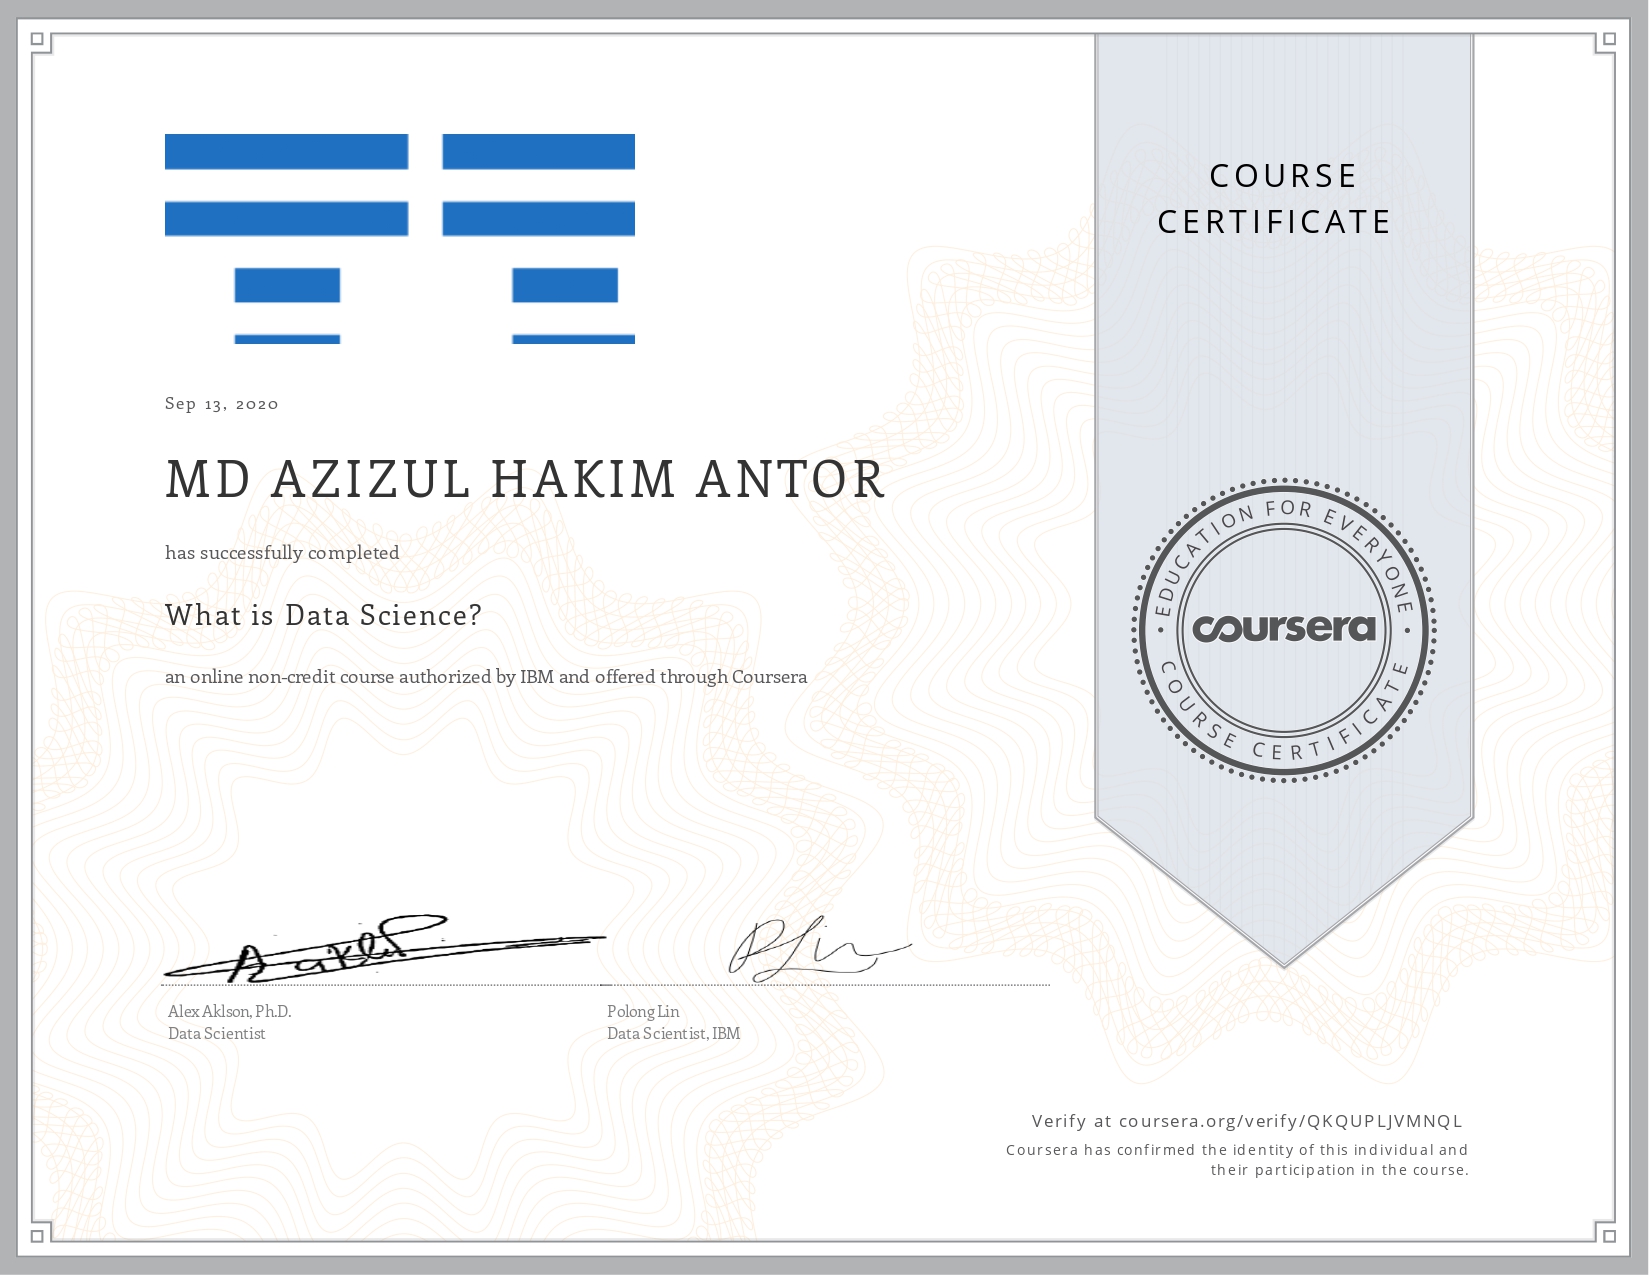 COURSE
CERTIFICATE
Sep 13, 2020
MD AZIZUL HAKIM ANTOR
has successfully completed
What is Data Science?
an online non-credit course authorized by IBM and offered through Coursera
EDUCATION FOR EVERYONE
coursera
COURSE CERTIFICATE
Alex Aklson, Ph.D.
Data Scientist
Polong Lin
Data Scientist, IBM
Verify at coursera.org/verify/QKQUPLJVMNQL
Coursera has confirmed the identity of this individual and
their participation in the course.